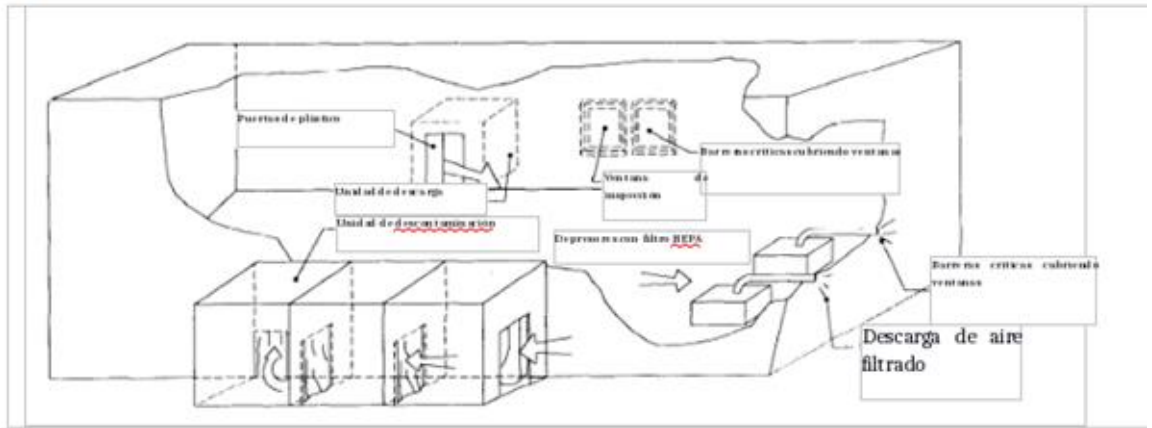 Puertas de plástico
Barreras críticas cubriendo ventanas
Ventana de
inspección
Unidad de descarga
Unidad de descontaminación
Depresores con filtro HEPA
Barreras críticas cubriendo
ventanas
Descarga de aire
filtrado